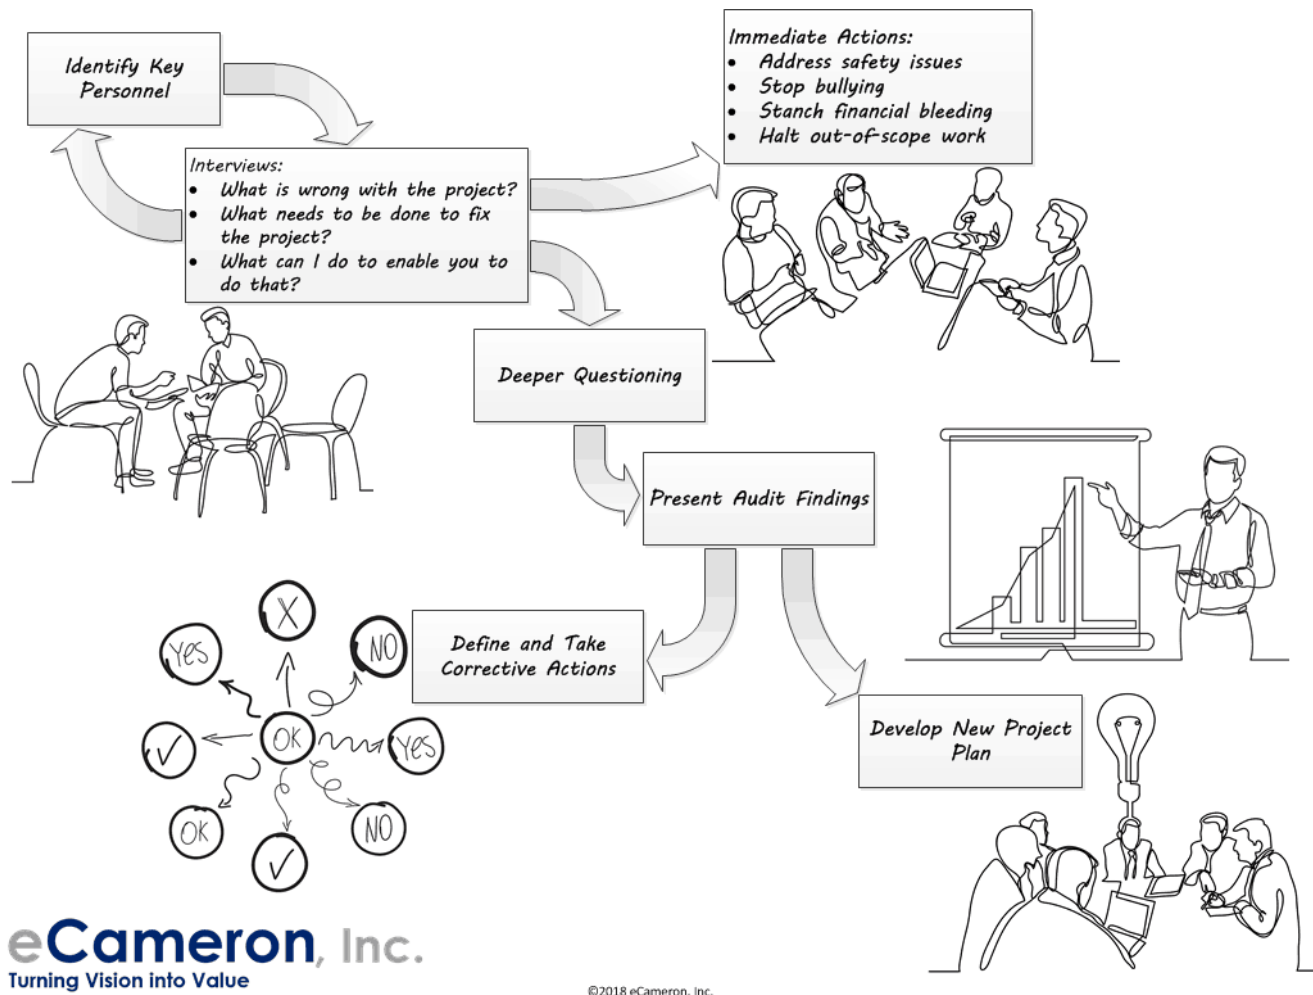 Identify Key
Personnel
Immediate Actions:
• Address safety issues
• Stop bullying
• Stanch financial bleeding
• Halt out-of-scope work
Interviews:
• What is wrong with the project?
• What needs to be done to fix
the project?
• What can I do to enable you to
do that?
Deeper Questioning
Present Audit Findings
Define and Take
Corrective Actions
Develop New Project
Plan
X
YES
NO
OK
YES
OK
NO
eCameron, Inc.
Turning Vision into Value
©2018 eCameron, Inc.